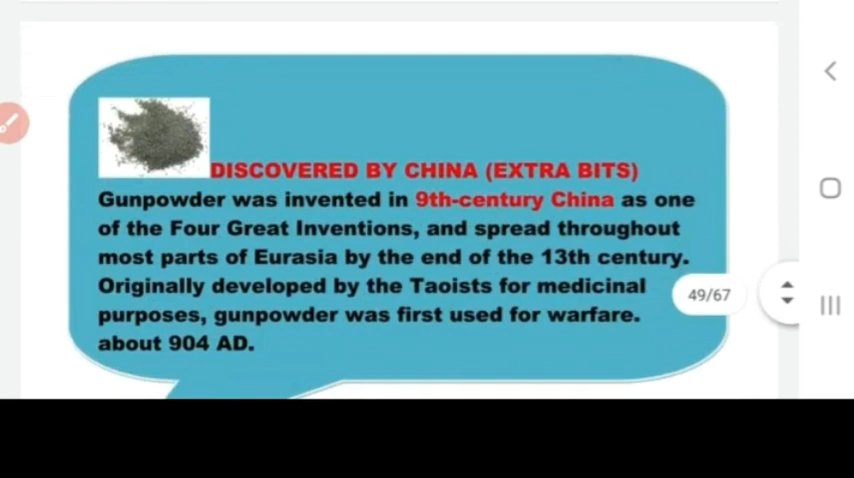 DISCOVERED BY CHINA (EXTRA BITS)
Gunpowder was invented in 9th-century China as one
of the Four Great Inventions, and spread throughout
most parts of Eurasia by the end of the 13th century.
Originally developed by the Taoists for medicinal
purposes, gunpowder was first used for warfare.
about 904 AD.
49/67